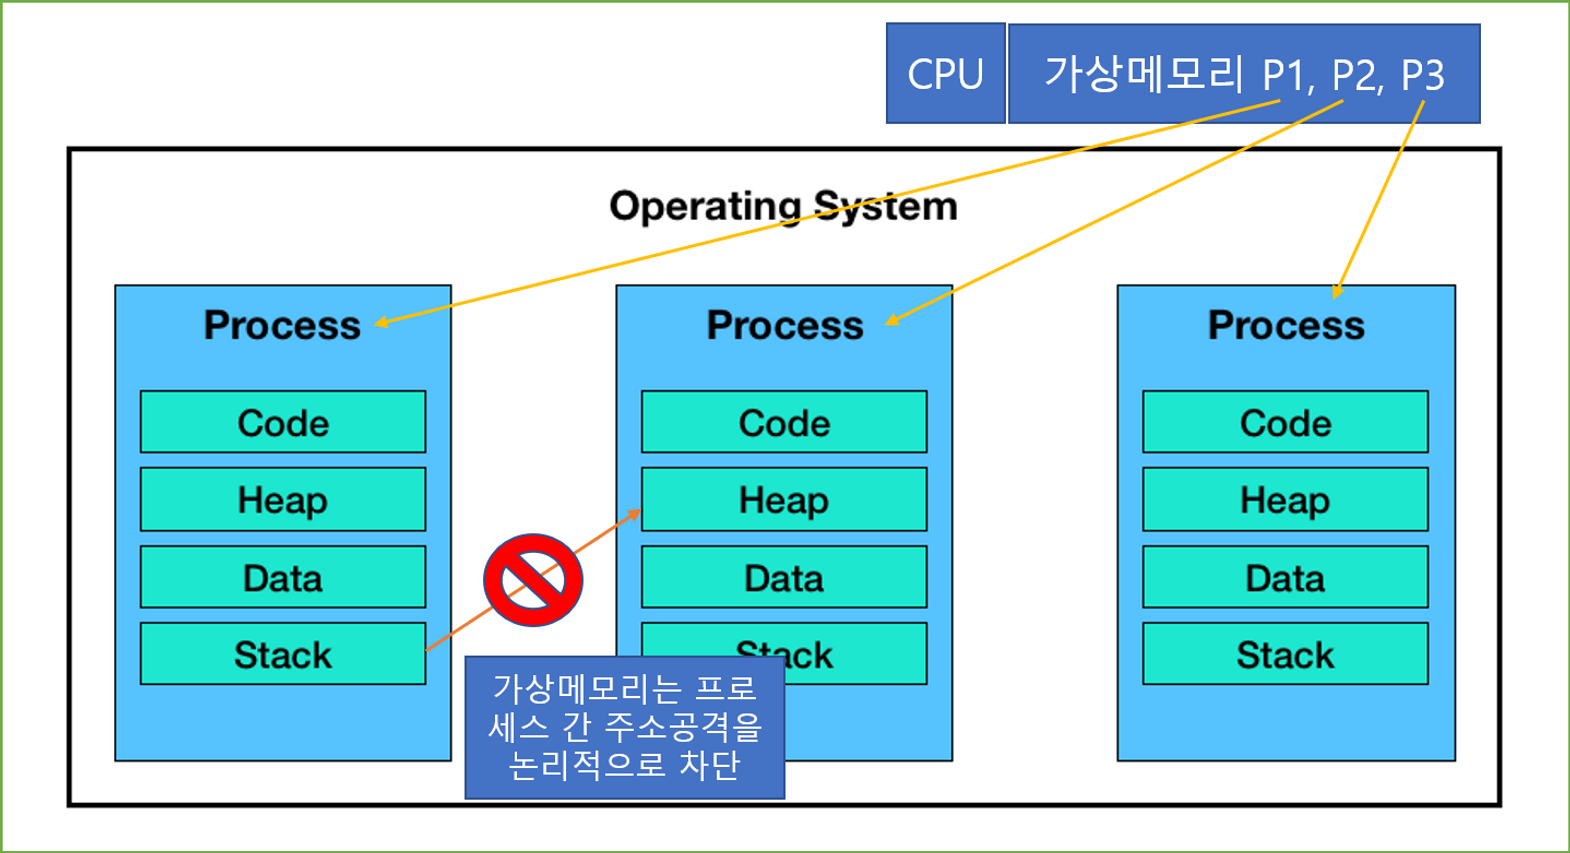 CPU
가상메모리 P1, P2, P3
Operating System
Process
Code
Heap
Data
Stack
Process
Code
Heap
Data
Stack
Process
Code
Heap
Data
Stack
가상메모리는 프로
세스 간 주소공격을
논리적으로 차단